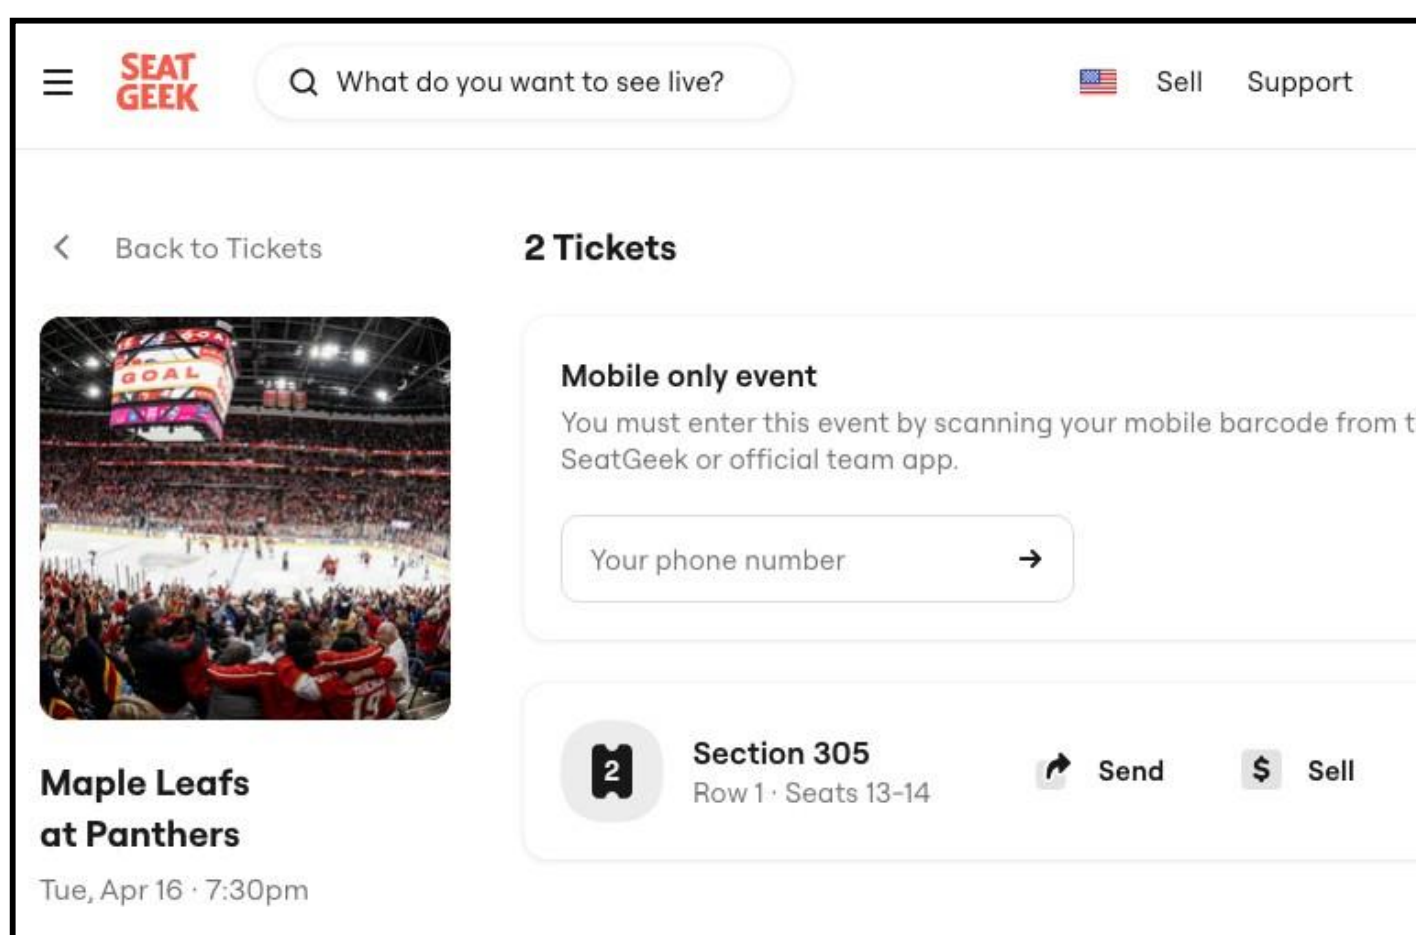 SEAT
GEEK
What do you want to see live?
Sell
Support
Back to Tickets
GOAL
Maple Leafs
at Panthers
Tue, Apr 16 · 7:30pm
2 Tickets
Mobile only event
You must enter this event by scanning your mobile barcode from t
SeatGeek or official team app.
Your phone number
2
Section 305
Row 1 · Seats 13-14
Send
$
Sell
19